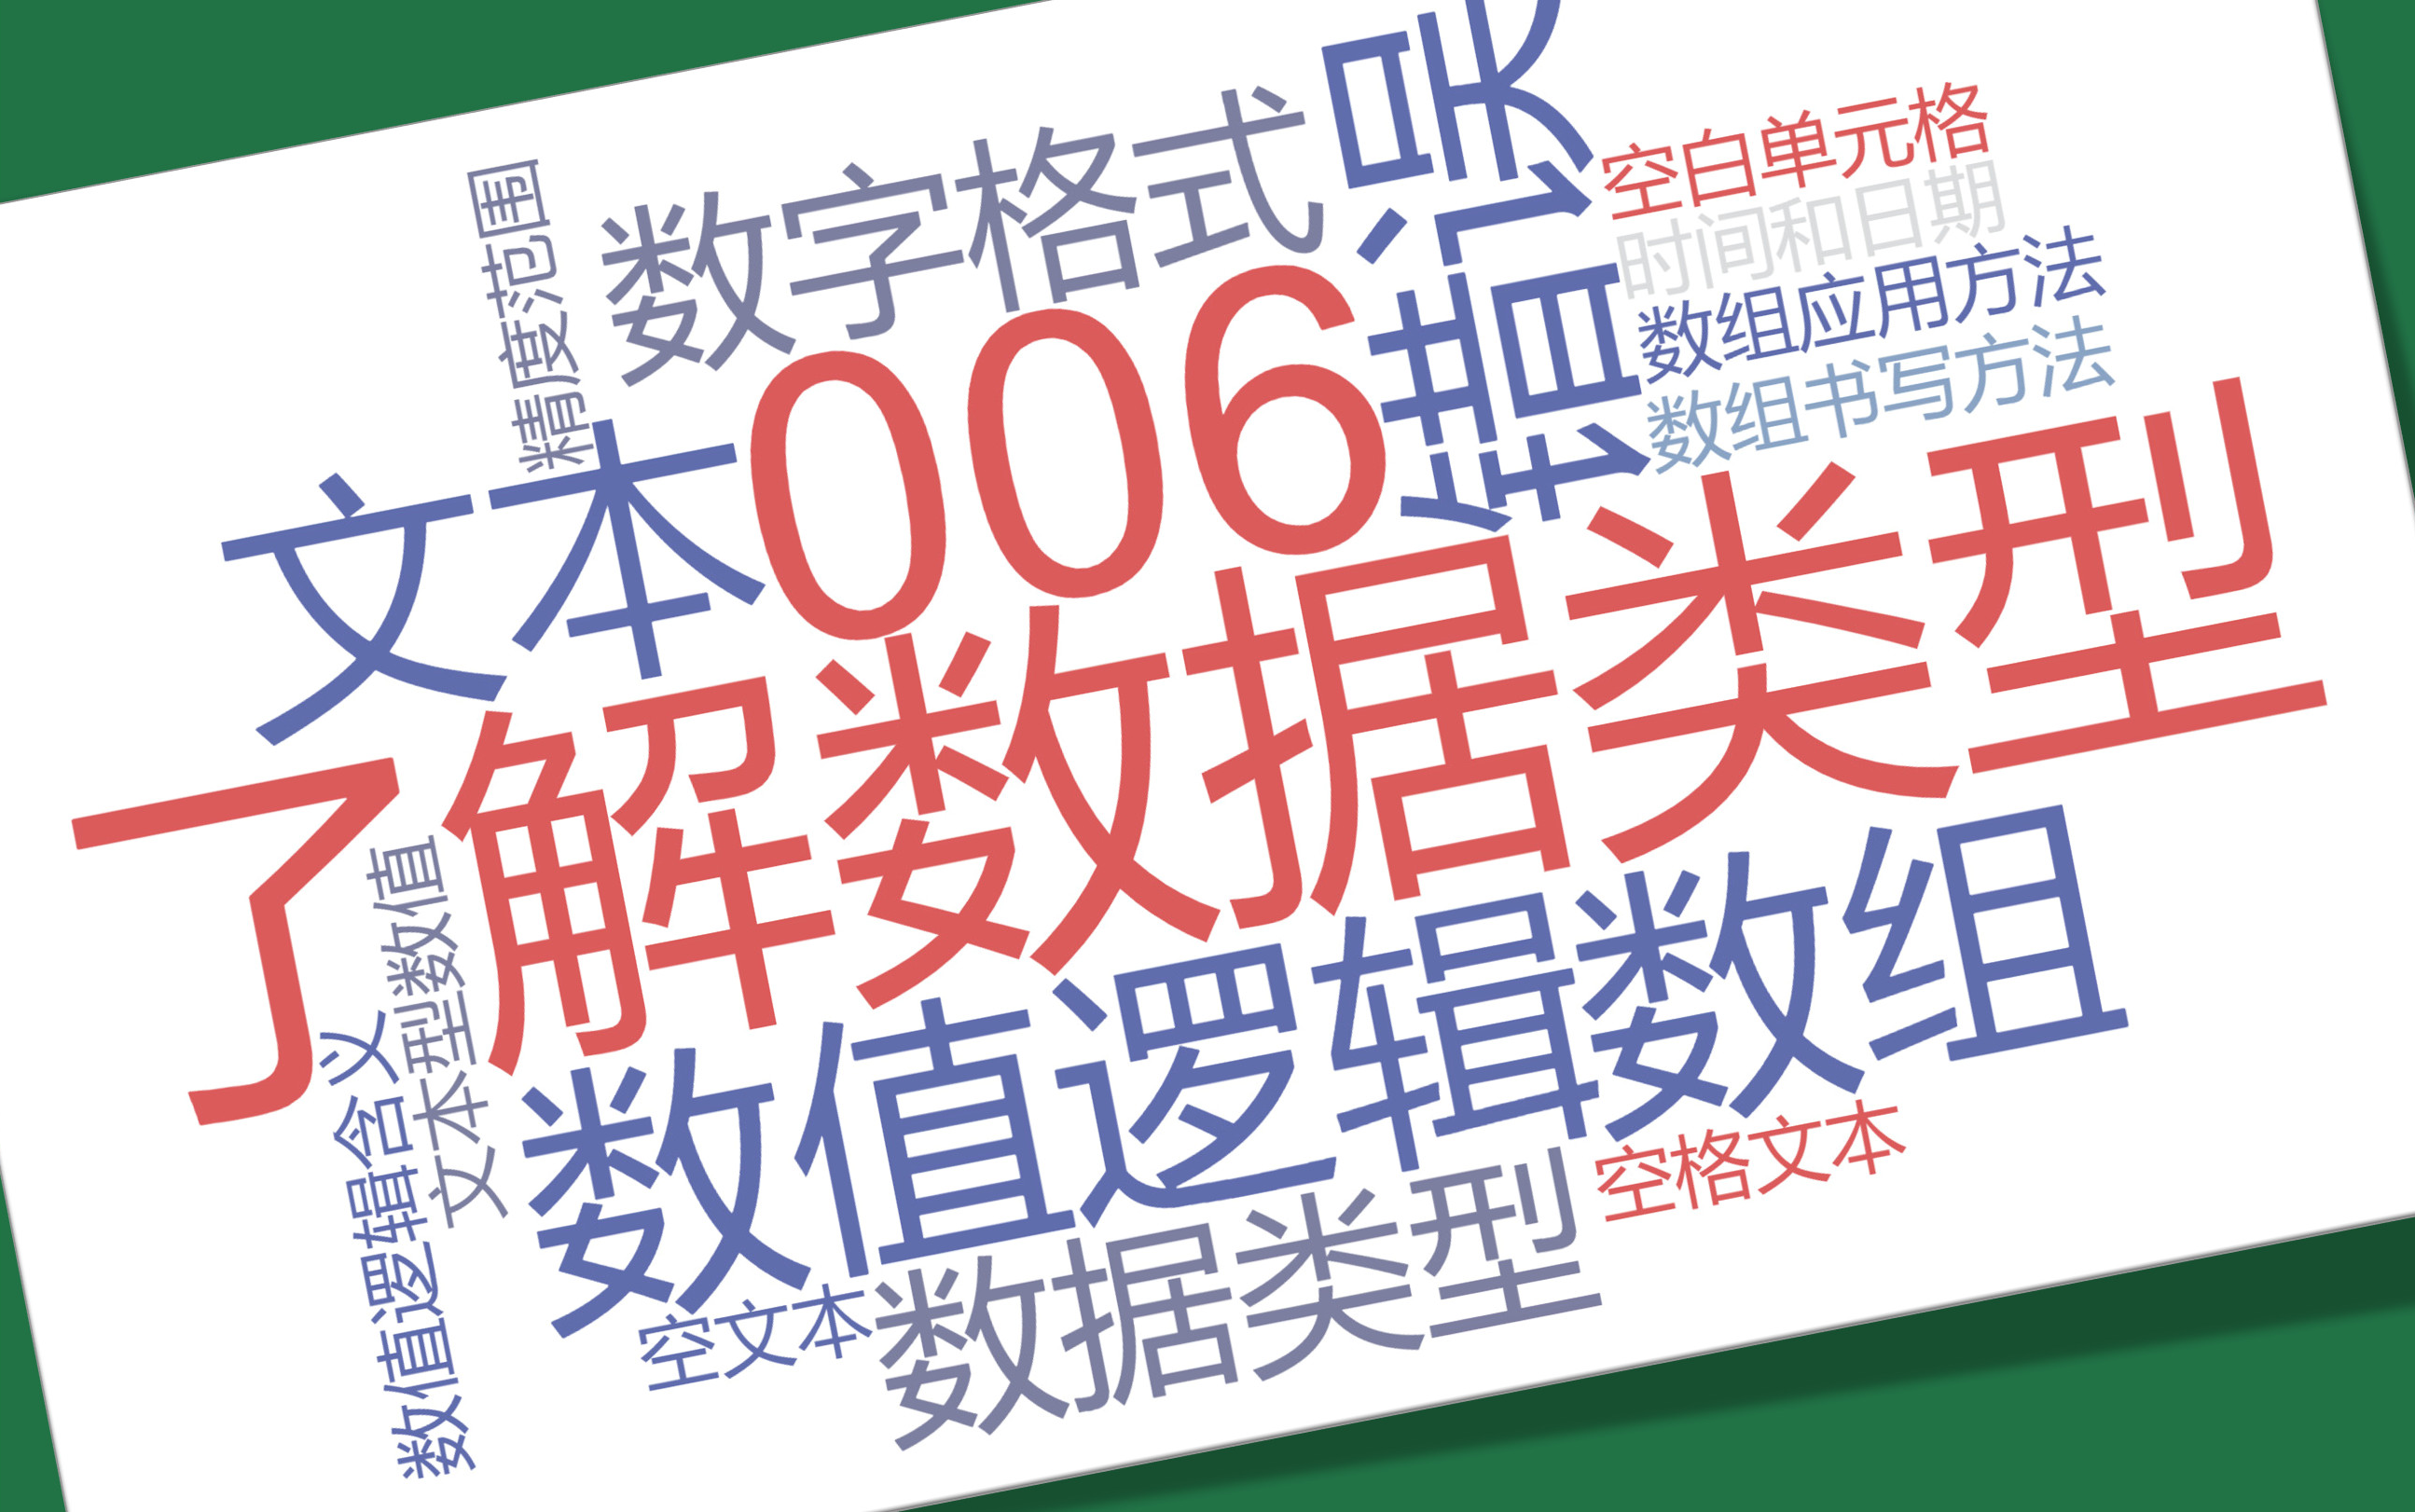 精度范围
数字格式
错误
空白单元格
时间和日期
数组应用方法
数组书写方法
文本
006
了解数据类型
文本型数值
数值逻辑含义
数值
逻辑
数组
空格文本
空文本
数据类型